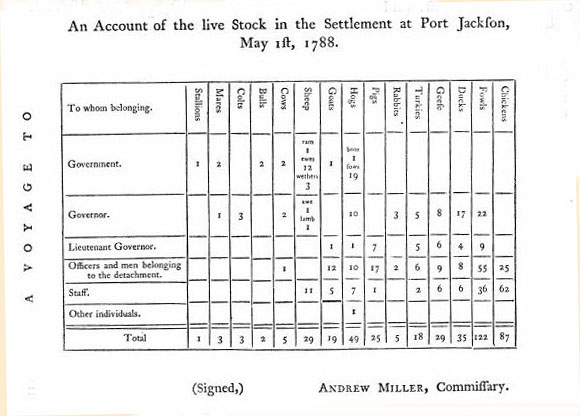 An Account of the live Stock in the Settlement at Port Jackſon,
May 1ſt, 1788.
A VOYAGE TO
To whom belonging. Stallions Mares Colts Bulls Cows Sheep Goats Hogs Pigs Rabbits. Turkies Geeſe Ducks Fowls Chickens
ram boar
1 1
ewes ſows
Government. 1 2 2 2 12 1 19
wethers
3
ewe
Governor. 1 3 2 1 10 3 5 8 17 22
lamb
1
Lieutenant Governor. 1 1 7 5 6 4 9
Officers and men belonging
to the detachment. 1 12 10 17 2 6 9 8 55 25
Staff. 11 5 7 1 2 6 6 36 62
Other individuals. 1
Total 1 3 3 2 5 29 19 49 25 5 18 29 35 122 87
(Signed,) ANDREW MILLER, Commiſſary.